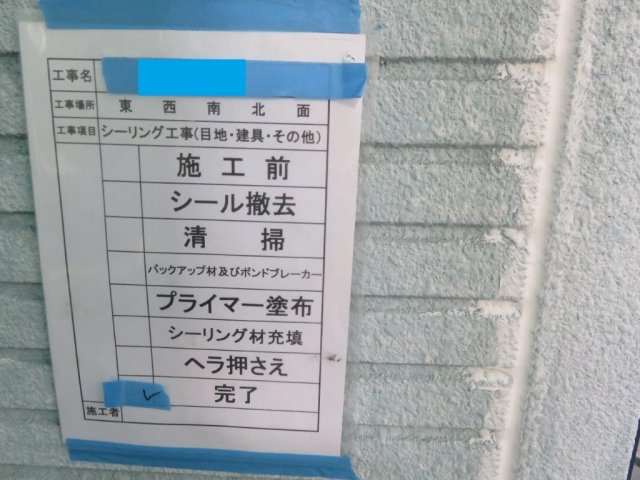 工事名
工事場所 東 西 南 北 面
工事項目 シーリング工事(目地・建具・その他)
施工前
シール撤去
清掃
バックアップ材及びボンドブレーカー
プライマー塗布
シーリング材充填
ヘラ押さえ
✓ 完了
施工者